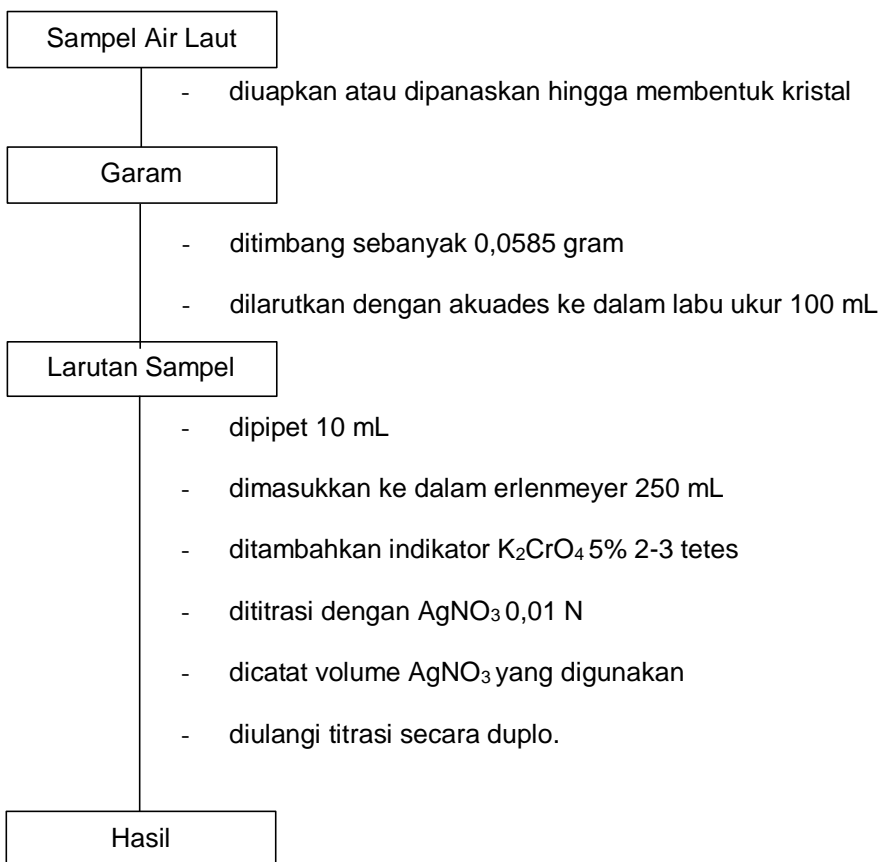 Sampel Air Laut
- diuapkan atau dipanaskan hingga membentuk kristal
Garam
- ditimbang sebanyak 0,0585 gram
- dilarutkan dengan akuades ke dalam labu ukur 100 mL
Larutan Sampel
- dipipet 10 mL
- dimasukkan ke dalam erlenmeyer 250 mL
- ditambahkan indikator K₂CrO₄ 5% 2-3 tetes
- dititrasi dengan AgNO₃ 0,01 N
- dicatat volume AgNO₃ yang digunakan
- diulangi titrasi secara duplo.
Hasil